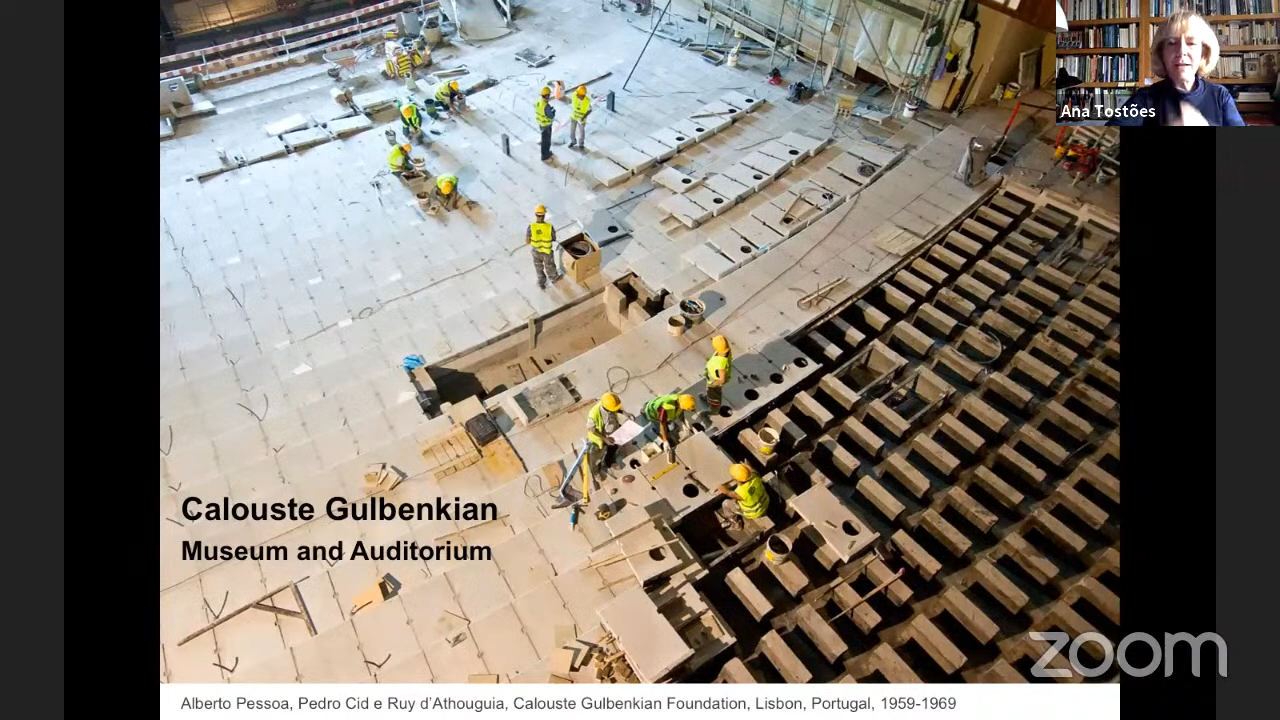 Ana Tostões
Calouste Gulbenkian
Museum and Auditorium
zoom
Alberto Pessoa, Pedro Cid e Ruy d'Athouguia, Calouste Gulbenkian Foundation, Lisbon, Portugal, 1959-1969